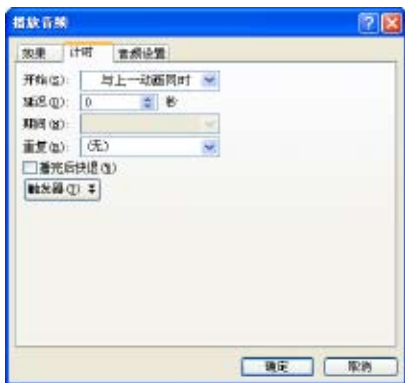 播放音频
效果 计时 音频设置
开始(S): 与上一动画同时
延迟(D): 0 秒
期间(N):
重复(R): (无)
播完后快退(W)
触发器(T)
确定 取消